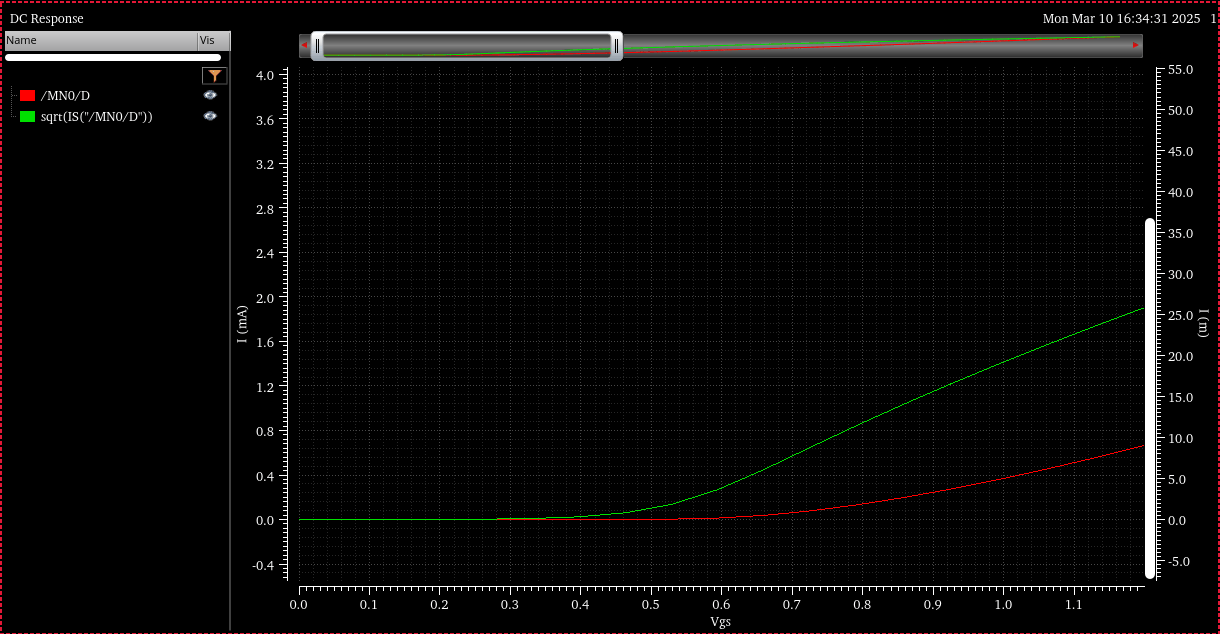 DC Response
Mon Mar 10 16:34:31 2025 1
Name Vis
/MN0/D
sqrt(IS("/MN0/D"))
4.0
3.6
3.2
2.8
2.4
2.0
1.6
1.2
0.8
0.4
0.0
-0.4
I (mA)
55.0
50.0
45.0
40.0
35.0
30.0
25.0
20.0
15.0
10.0
5.0
0.0
-5.0
I (m)
0.0 0.1 0.2 0.3 0.4 0.5 0.6 0.7 0.8 0.9 1.0 1.1
Vgs